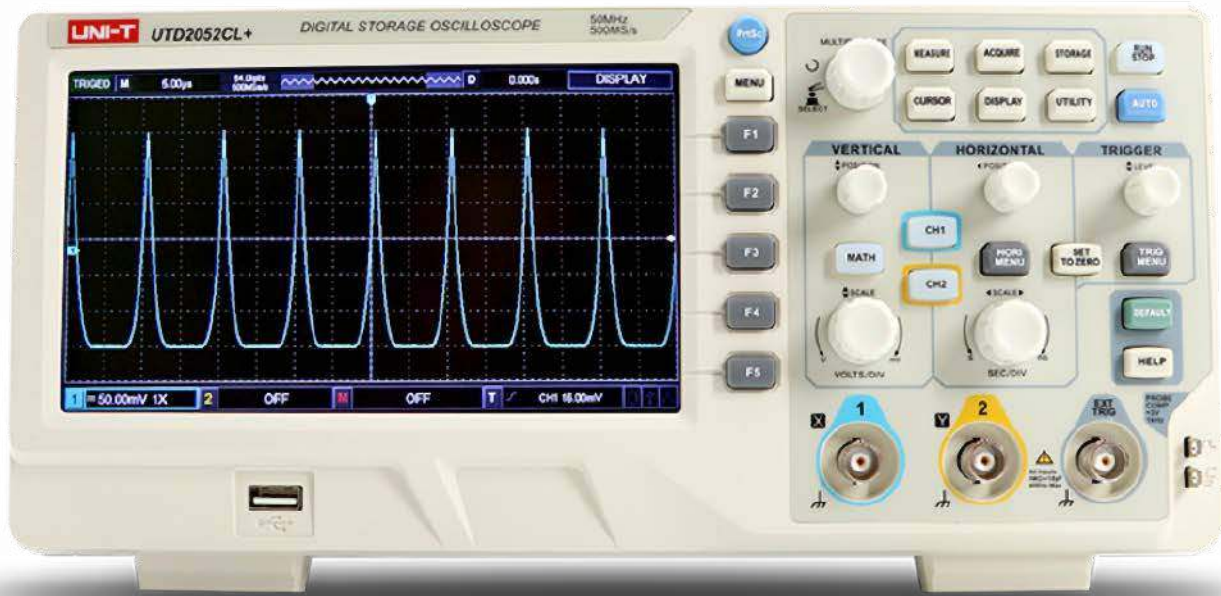 UNI-T UTD2052CL+ DIGITAL STORAGE OSCILLOSCOPE 50MHz
500MS/s
PrtSc
TRIGED M 5.00μs 500MSa/s D 0.000s DISPLAY
MENU
F1
F2
F3
F4
F5
1 50.00mV 1X 2 OFF M OFF T CH1 16.00mV
SELECT
MEASURE ACQUIRE STORAGE RUN
STOP
CURSOR DISPLAY UTILITY AUTO
VERTICAL HORIZONTAL TRIGGER
CH1
MATH HORI
MENU SET
TO ZERO TRIG
MENU
CH2
SCALE SCALE
DEFAULT
VOLTS/DIV SEC/DIV HELP
X 1 Y 2 EXT
TRIG
PROBE
COMP